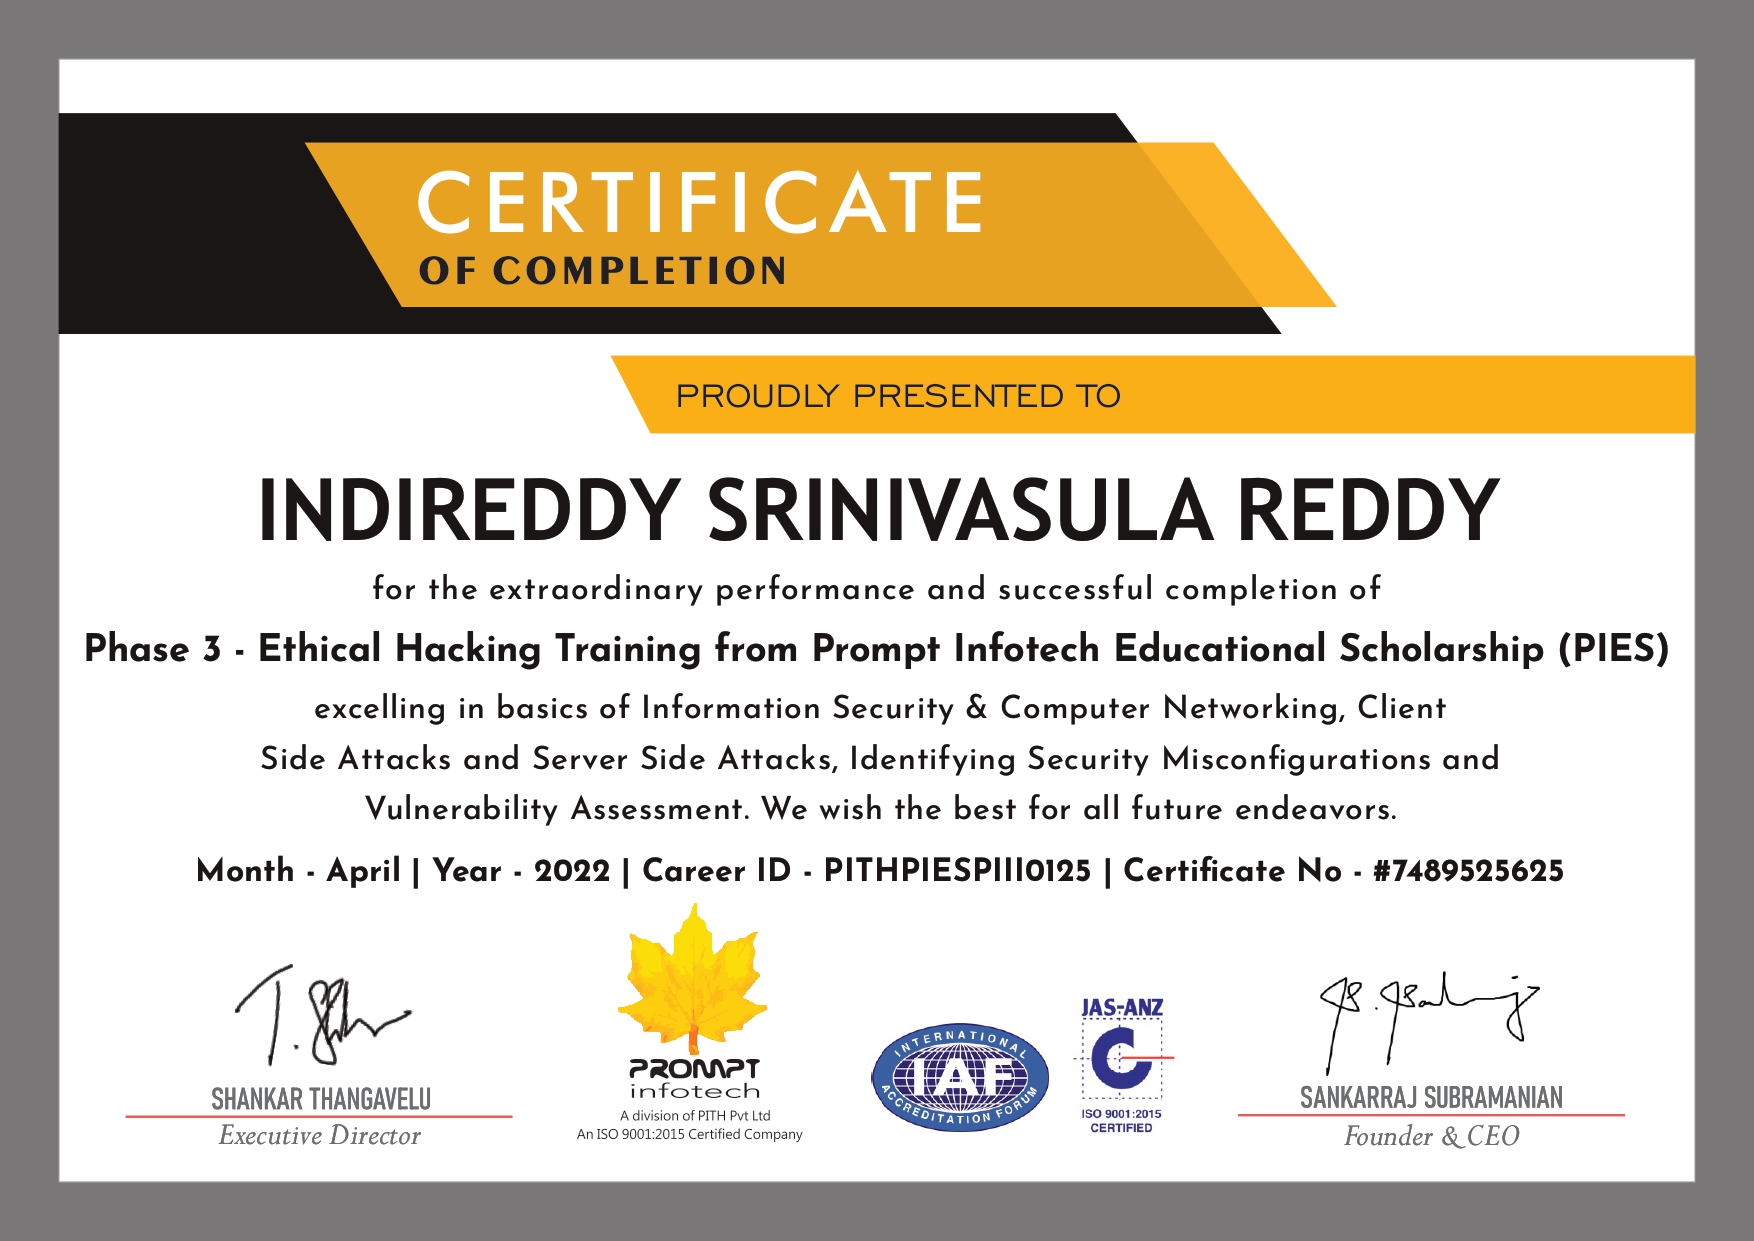 CERTIFICATE
OF COMPLETION
PROUDLY PRESENTED TO
INDIREDDY SRINIVASULA REDDY
for the extraordinary performance and successful completion of
Phase 3 - Ethical Hacking Training from Prompt Infotech Educational Scholarship (PIES)
excelling in basics of Information Security & Computer Networking, Client
Side Attacks and Server Side Attacks, Identifying Security Misconfigurations and
Vulnerability Assessment. We wish the best for all future endeavors.
Month - April | Year - 2022 | Career ID - PITHPIESPIII0125 | Certificate No - #7489525625
SHANKAR THANGAVELU
Executive Director
PROMPT
infotech
A division of PITH Pvt Ltd
An ISO 9001:2015 Certified Company
INTERNATIONAL
IAF
ACCREDITATION FORUM
JAS-ANZ
C
ISO 9001:2015
CERTIFIED
SANKARRAJ SUBRAMANIAN
Founder & CEO